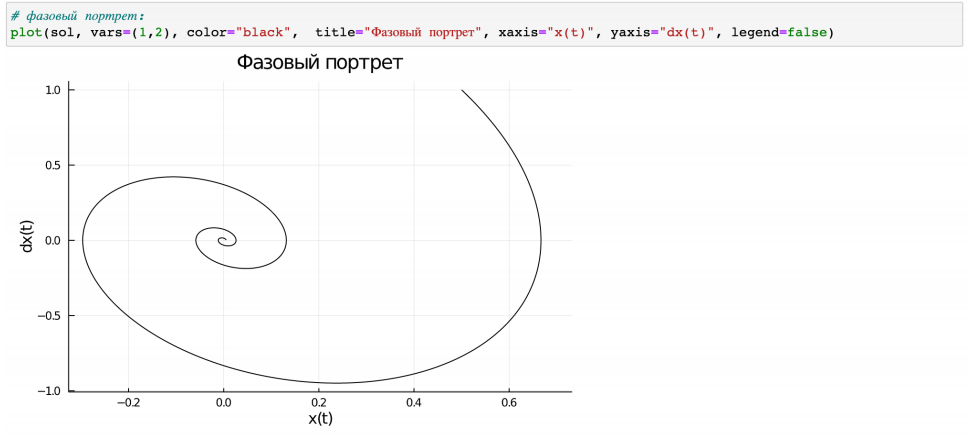 # фазовый портрет:
plot(sol, vars=(1,2), color="black",  title="Фазовый портрет", xaxis="x(t)", yaxis="dx(t)", legend=false)
Фазовый портрет
1.0
0.5
0.0
−0.5
−1.0
dx(t)
−0.2 0.0 0.2 0.4 0.6
x(t)